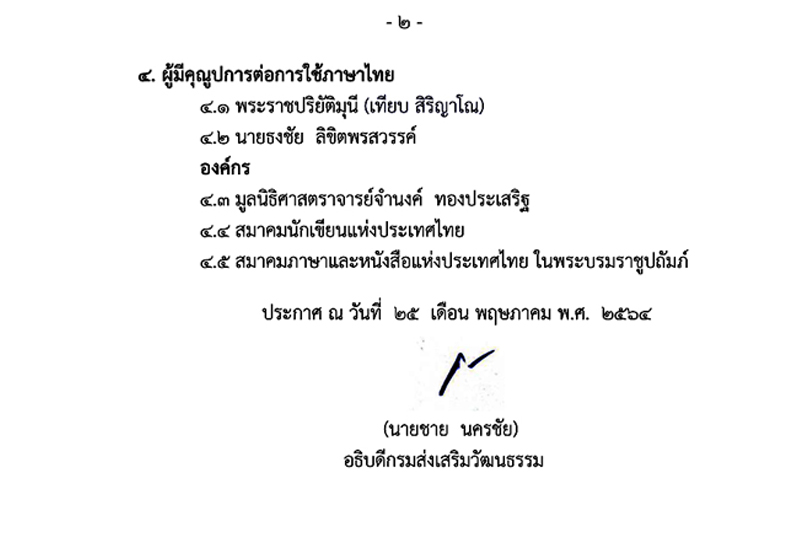 - ๒ -
๔. ผู้มีคุณูปการต่อการใช้ภาษาไทย
๔.๑ พระราชปริยัติมุนี (เทียบ สิริญาโณ)
๔.๒ นายธงชัย ลิขิตพรสวรรค์
องค์กร
๔.๓ มูลนิธิศาสตราจารย์จำนงค์ ทองประเสริฐ
๔.๔ สมาคมนักเขียนแห่งประเทศไทย
๔.๕ สมาคมภาษาและหนังสือแห่งประเทศไทย ในพระบรมราชูปถัมภ์
ประกาศ ณ วันที่ ๒๕ เดือน พฤษภาคม พ.ศ. ๒๕๖๔
(นายชาย นครชัย)
อธิบดีกรมส่งเสริมวัฒนธรรม